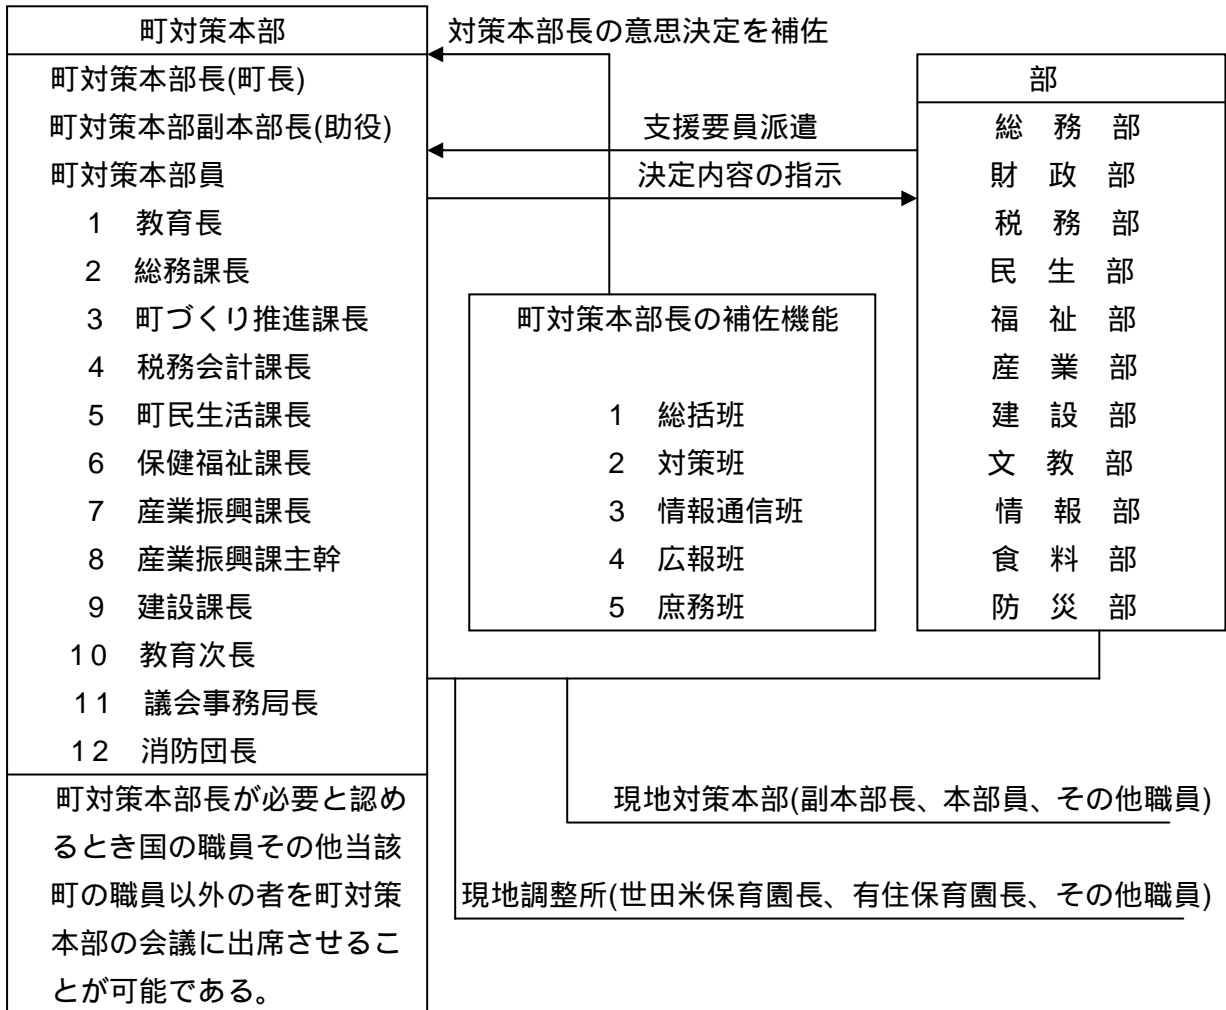 町対策本部
町対策本部長(町長)
町対策本部副本部長(助役)
町対策本部員
1 教育長
2 総務課長
3 町づくり推進課長
4 税務会計課長
5 町民生活課長
6 保健福祉課長
7 産業振興課長
8 産業振興課主幹
9 建設課長
10 教育次長
11 議会事務局長
12 消防団長
町対策本部長が必要と認め
るとき国の職員その他当該
町の職員以外の者を町対策
本部の会議に出席させるこ
とが可能である。
対策本部長の意思決定を補佐
支援要員派遣
決定内容の指示
町対策本部長の補佐機能
1 総括班
2 対策班
3 情報通信班
4 広報班
5 庶務班
部
総務部
財政部
税務部
民生部
福祉部
産業部
建設部
文教部
情報部
食料部
防災部
現地対策本部(副本部長、本部員、その他職員)
現地調整所(世田米保育園長、有住保育園長、その他職員)